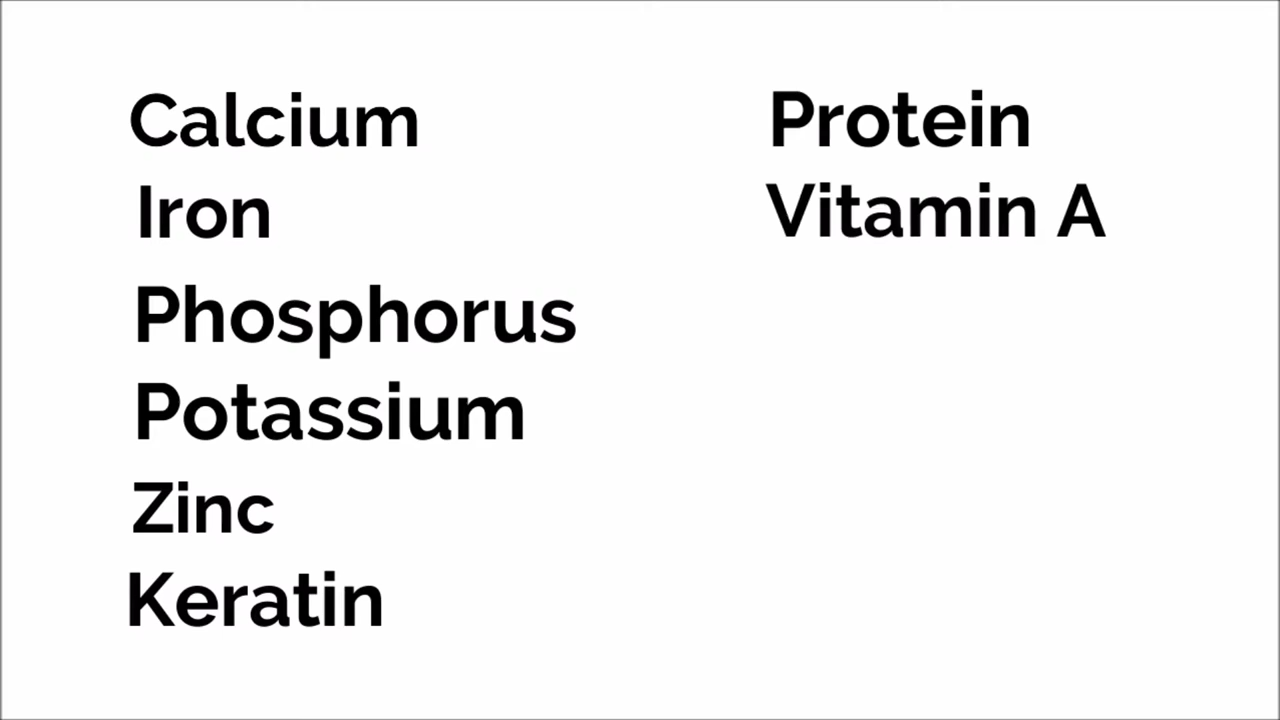 Calcium
Iron
Phosphorus
Potassium
Zinc
Keratin
Protein
Vitamin A